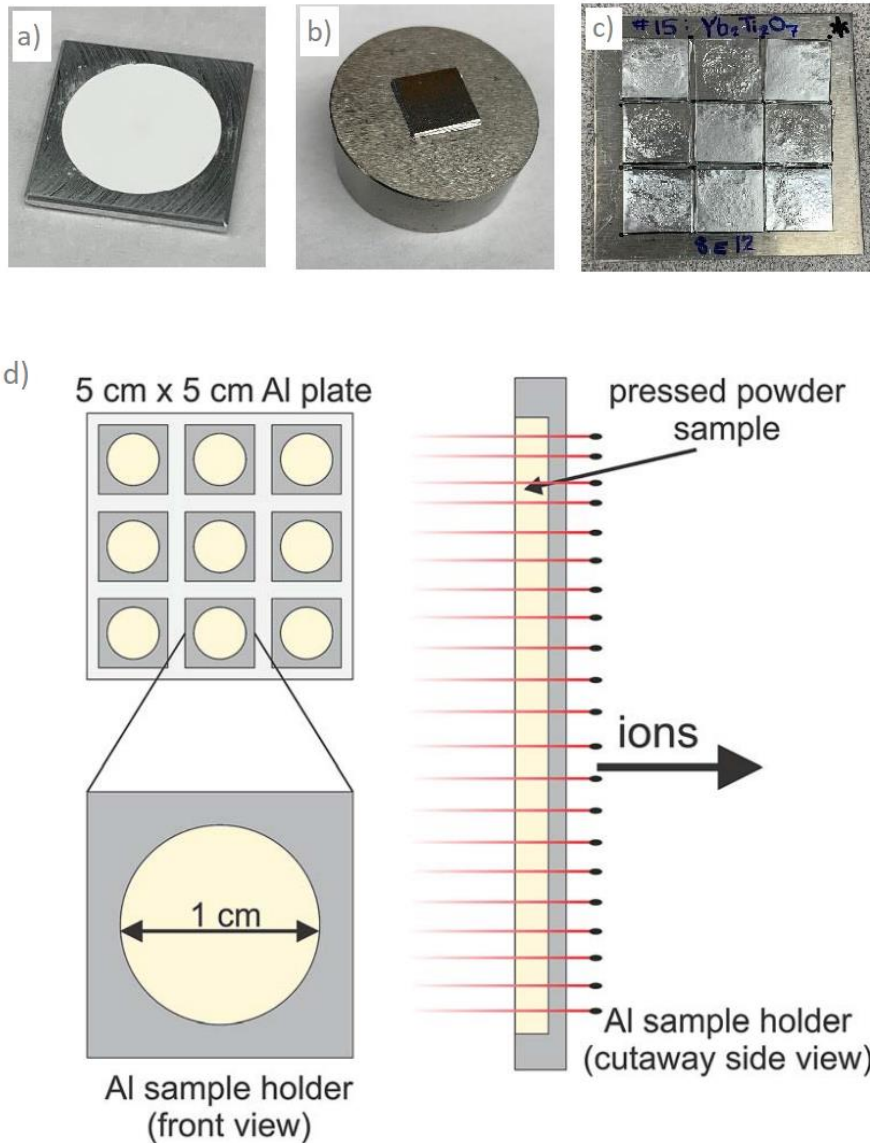 a)
b)
c)
#15: Yb₂Ti₂O₇ *
8E12
d)
5 cm x 5 cm Al plate
pressed powder
sample
ions
1 cm
Al sample holder
(cutaway side view)
Al sample holder
(front view)